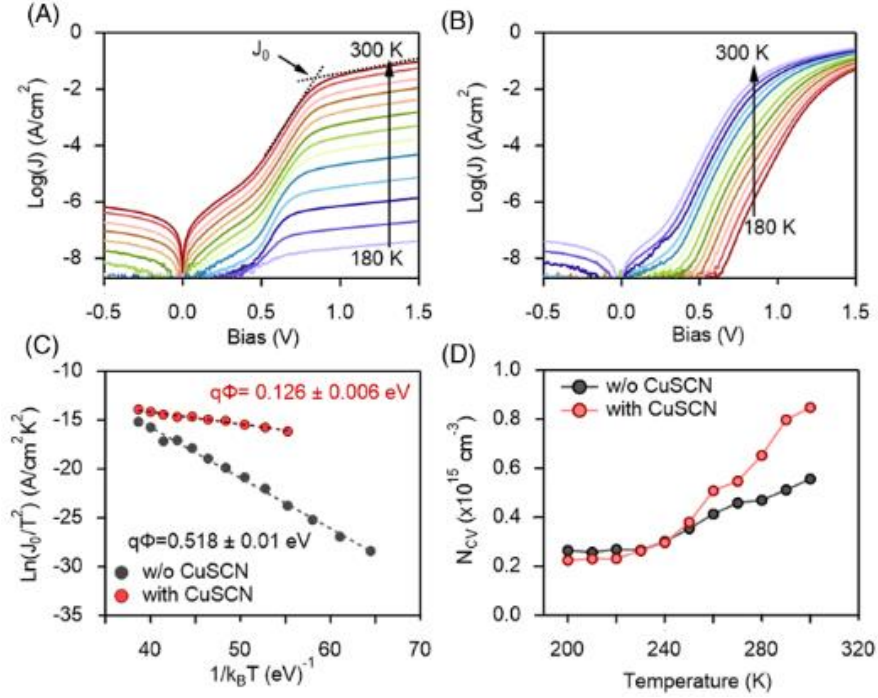 (A)
J₀
300 K
180 K
Log(J) (A/cm²)
0
-2
-4
-6
-8
-0.5 0.0 0.5 1.0 1.5
Bias (V)
(B)
300 K
180 K
Log(J) (A/cm²)
0
-2
-4
-6
-8
-0.5 0.0 0.5 1.0 1.5
Bias (V)
(C)
Ln(J₀/T²) (A/cm²K²)
-10
-15
-20
-25
-30
-35
qΦ = 0.126 ± 0.006 eV
qΦ=0.518 ± 0.01 eV
w/o CuSCN
with CuSCN
40 50 60 70
1/k_BT (eV)⁻¹
(D)
N_CV (x10¹⁵ cm⁻³)
1.0
0.8
0.6
0.4
0.2
0.0
w/o CuSCN
with CuSCN
200 240 280 320
Temperature (K)